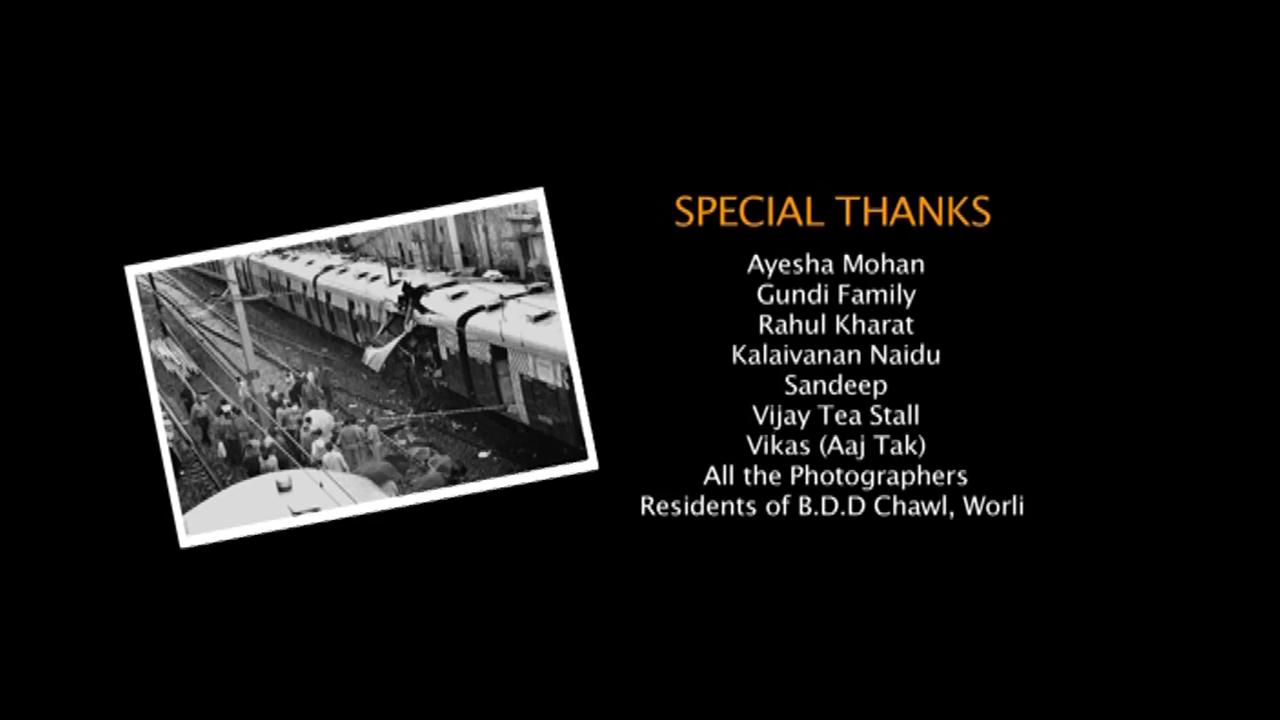 SPECIAL THANKS
Ayesha Mohan
Gundi Family
Rahul Kharat
Kalaivanan Naidu
Sandeep
Vijay Tea Stall
Vikas (Aaj Tak)
All the Photographers
Residents of B.D.D Chawl, Worli